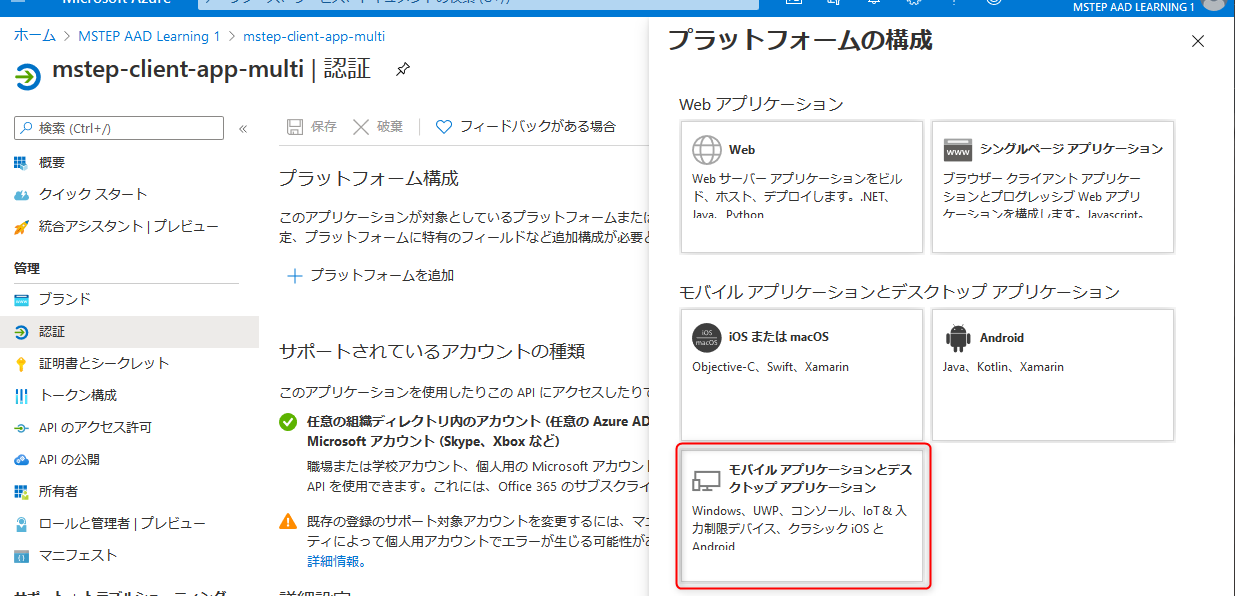 Microsoft Azure
MSTEP AAD LEARNING 1
ホーム > MSTEP AAD Learning 1 > mstep-client-app-multi
mstep-client-app-multi | 認証
検索 (Ctrl+/)
«
概要
クイック スタート
統合アシスタント | プレビュー
管理
ブランド
認証
証明書とシークレット
トークン構成
API のアクセス許可
API の公開
所有者
ロールと管理者 | プレビュー
マニフェスト
サポート + トラブルシューティング
保存
破棄
フィードバックがある場合
プラットフォーム構成
このアプリケーションが対象としているプラットフォームまたは
定、プラットフォームに特有のフィールドなど追加構成が必要と
プラットフォームを追加
サポートされているアカウントの種類
このアプリケーションを使用したりこの API にアクセスしたりで
任意の組織ディレクトリ内のアカウント (任意の Azure AD
Microsoft アカウント (Skype、Xbox など)
職場または学校アカウント、個人用の Microsoft アカウント
API を使用できます。これには、Office 365 のサブスクライ
既存の登録のサポート対象アカウントを変更するには、マニ
ティによって個人用アカウントでエラーが生じる可能性があ
詳細情報。
詳細設定
プラットフォームの構成
Web アプリケーション
Web
Web サーバー アプリケーションをビル
ド、ホスト、デプロイします。.NET、
Java、Python
www
シングルページ アプリケーション
ブラウザー クライアント アプリケー
ションとプログレッシブ Web アプリ
ケーションを構成します。Javascript。
モバイル アプリケーションとデスクトップ アプリケーション
iOS
macOS
iOS または macOS
Objective-C、Swift、Xamarin
Android
Java、Kotlin、Xamarin
モバイル アプリケーションとデス
クトップ アプリケーション
Windows、UWP、コンソール、IoT & 入
力制限デバイス、クラシック iOS と
Android